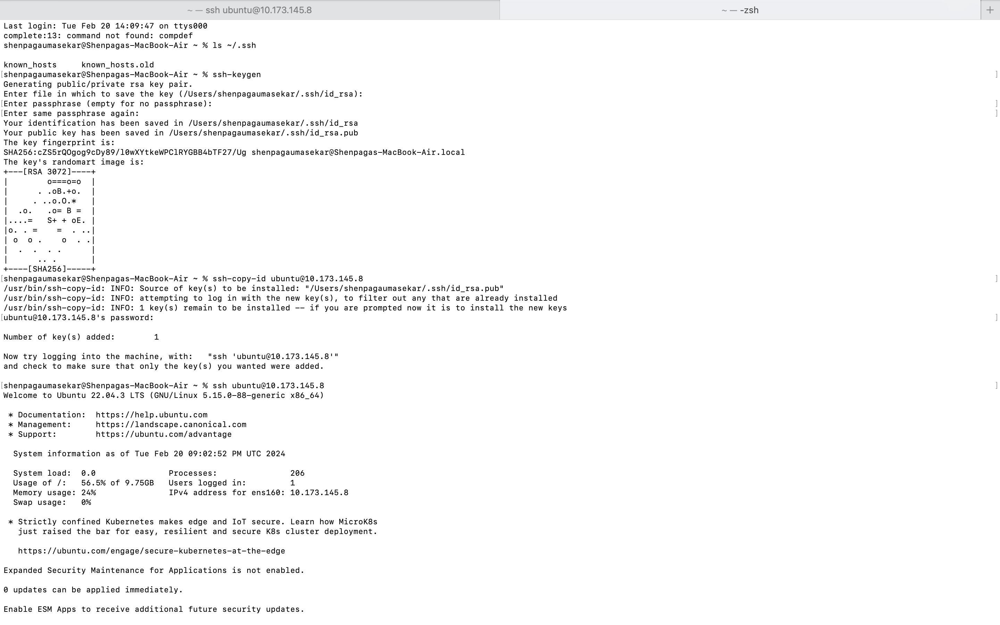 ~ — ssh ubuntu@10.173.145.8
~ — -zsh
+
Last login: Tue Feb 20 14:09:47 on ttys000
complete:13: command not found: compdef
shenpagaumasekar@Shenpagas-MacBook-Air ~ % ls ~/.ssh
known_hosts     known_hosts.old
[shenpagaumasekar@Shenpagas-MacBook-Air ~ % ssh-keygen ]
Generating public/private rsa key pair.
Enter file in which to save the key (/Users/shenpagaumasekar/.ssh/id_rsa):
[Enter passphrase (empty for no passphrase): ]
[Enter same passphrase again: ]
Your identification has been saved in /Users/shenpagaumasekar/.ssh/id_rsa
Your public key has been saved in /Users/shenpagaumasekar/.ssh/id_rsa.pub
The key fingerprint is:
SHA256:cZS5rQOgog9cDy89/l0wXYtkeWPClRYGBB4bTF27/Ug shenpagaumasekar@Shenpagas-MacBook-Air.local
The key's randomart image is:
+---[RSA 3072]----+
|        o===o=o  |
|      . .oB.+o.  |
|     . ..o.O.*   |
|  .o.   .o= B =  |
|....=   S+ + oE. |
|o. . =    =  . ..|
| o  o .    o  . .|
|  .  .  . .      |
|      .. .       |
+----[SHA256]-----+
[shenpagaumasekar@Shenpagas-MacBook-Air ~ % ssh-copy-id ubuntu@10.173.145.8 ]
/usr/bin/ssh-copy-id: INFO: Source of key(s) to be installed: "/Users/shenpagaumasekar/.ssh/id_rsa.pub"
/usr/bin/ssh-copy-id: INFO: attempting to log in with the new key(s), to filter out any that are already installed
/usr/bin/ssh-copy-id: INFO: 1 key(s) remain to be installed -- if you are prompted now it is to install the new keys
[ubuntu@10.173.145.8's password: ]
Number of key(s) added:        1
Now try logging into the machine, with:   "ssh 'ubuntu@10.173.145.8'"
and check to make sure that only the key(s) you wanted were added.
[shenpagaumasekar@Shenpagas-MacBook-Air ~ % ssh ubuntu@10.173.145.8 ]
Welcome to Ubuntu 22.04.3 LTS (GNU/Linux 5.15.0-88-generic x86_64)
 * Documentation:  https://help.ubuntu.com
 * Management:     https://landscape.canonical.com
 * Support:        https://ubuntu.com/advantage
  System information as of Tue Feb 20 09:02:52 PM UTC 2024
  System load:  0.0               Processes:               206
  Usage of /:   56.5% of 9.75GB   Users logged in:         1
  Memory usage: 24%               IPv4 address for ens160: 10.173.145.8
  Swap usage:   0%
 * Strictly confined Kubernetes makes edge and IoT secure. Learn how MicroK8s
   just raised the bar for easy, resilient and secure K8s cluster deployment.
   https://ubuntu.com/engage/secure-kubernetes-at-the-edge
Expanded Security Maintenance for Applications is not enabled.
0 updates can be applied immediately.
Enable ESM Apps to receive additional future security updates.